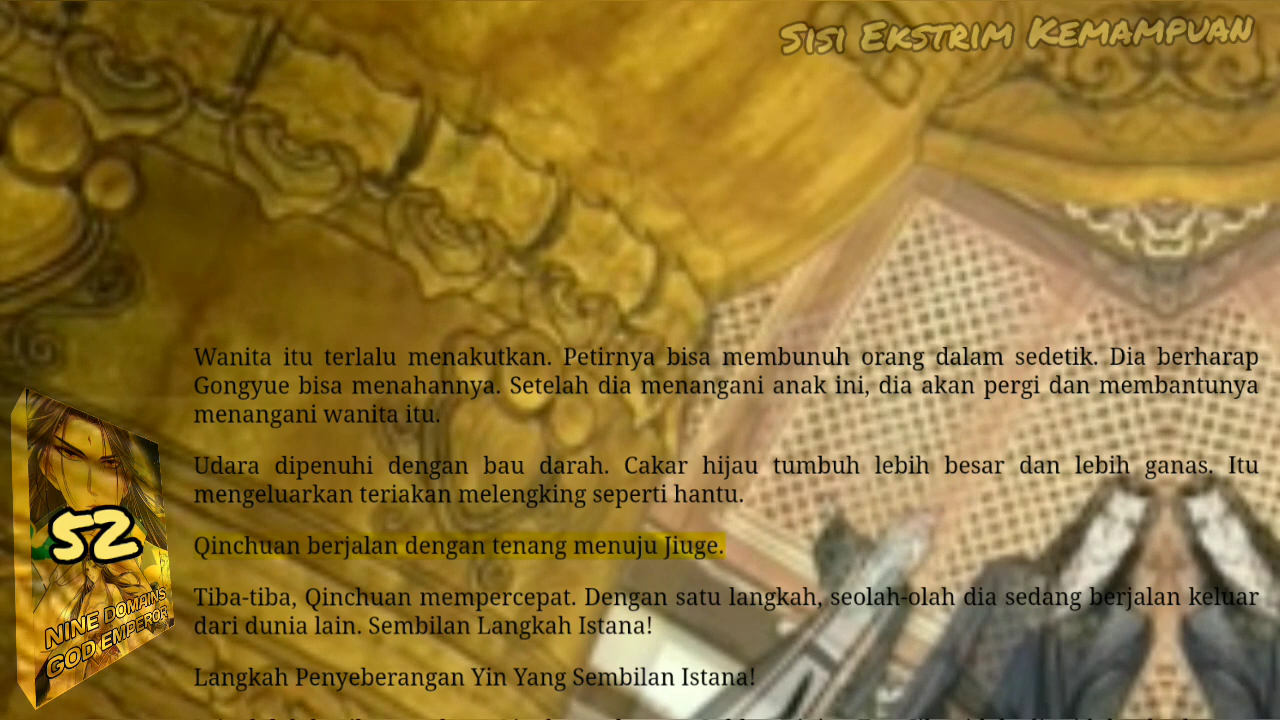 Sisi Ekstrim Kemampuan
Wanita itu terlalu menakutkan. Petirnya bisa membunuh orang dalam sedetik. Dia berharap
Gongyue bisa menahannya. Setelah dia menangani anak ini, dia akan pergi dan membantunya
menangani wanita itu.
Udara dipenuhi dengan bau darah. Cakar hijau tumbuh lebih besar dan lebih ganas. Itu
mengeluarkan teriakan melengking seperti hantu.
Qinchuan berjalan dengan tenang menuju Jiuge.
Tiba-tiba, Qinchuan mempercepat. Dengan satu langkah, seolah-olah dia sedang berjalan keluar
dari dunia lain. Sembilan Langkah Istana!
Langkah Penyeberangan Yin Yang Sembilan Istana!
52
NINE DOMAINS
GOD EMPEROR